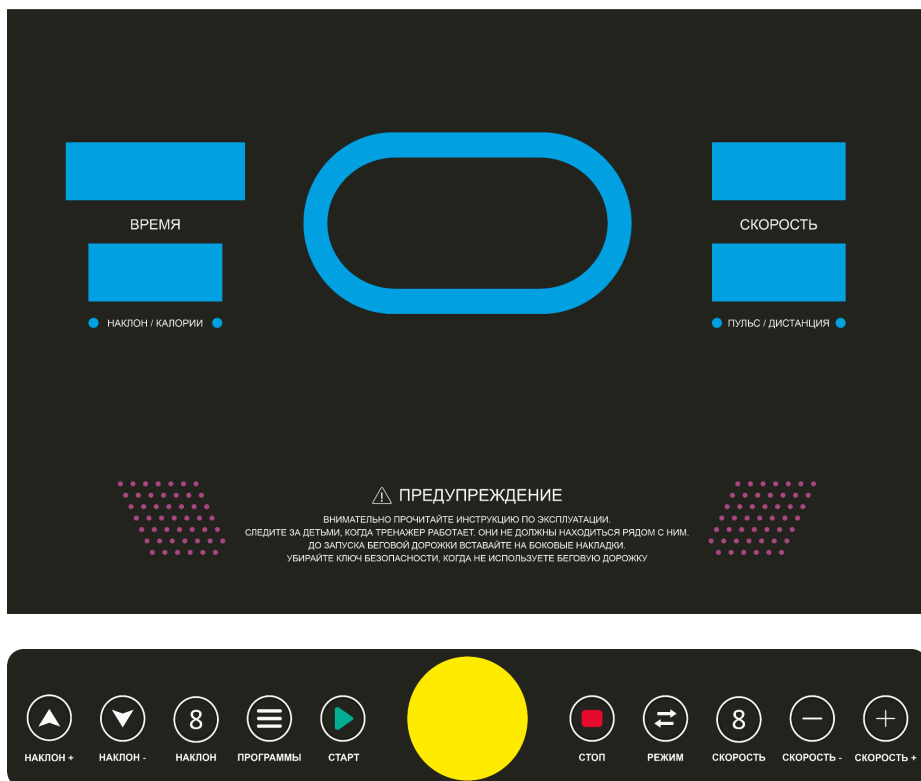 ВРЕМЯ
СКОРОСТЬ
НАКЛОН / КАЛОРИИ
ПУЛЬС / ДИСТАНЦИЯ
ПРЕДУПРЕЖДЕНИЕ
ВНИМАТЕЛЬНО ПРОЧИТАЙТЕ ИНСТРУКЦИЮ ПО ЭКСПЛУАТАЦИИ.
СЛЕДИТЕ ЗА ДЕТЬМИ, КОГДА ТРЕНАЖЕР РАБОТАЕТ. ОНИ НЕ ДОЛЖНЫ НАХОДИТЬСЯ РЯДОМ С НИМ.
ДО ЗАПУСКА БЕГОВОЙ ДОРОЖКИ ВСТАВАЙТЕ НА БОКОВЫЕ НАКЛАДКИ.
УБИРАЙТЕ КЛЮЧ БЕЗОПАСНОСТИ, КОГДА НЕ ИСПОЛЬЗУЕТЕ БЕГОВУЮ ДОРОЖКУ
8
8
НАКЛОН +
НАКЛОН -
НАКЛОН
ПРОГРАММЫ
СТАРТ
СТОП
РЕЖИМ
СКОРОСТЬ
СКОРОСТЬ -
СКОРОСТЬ +